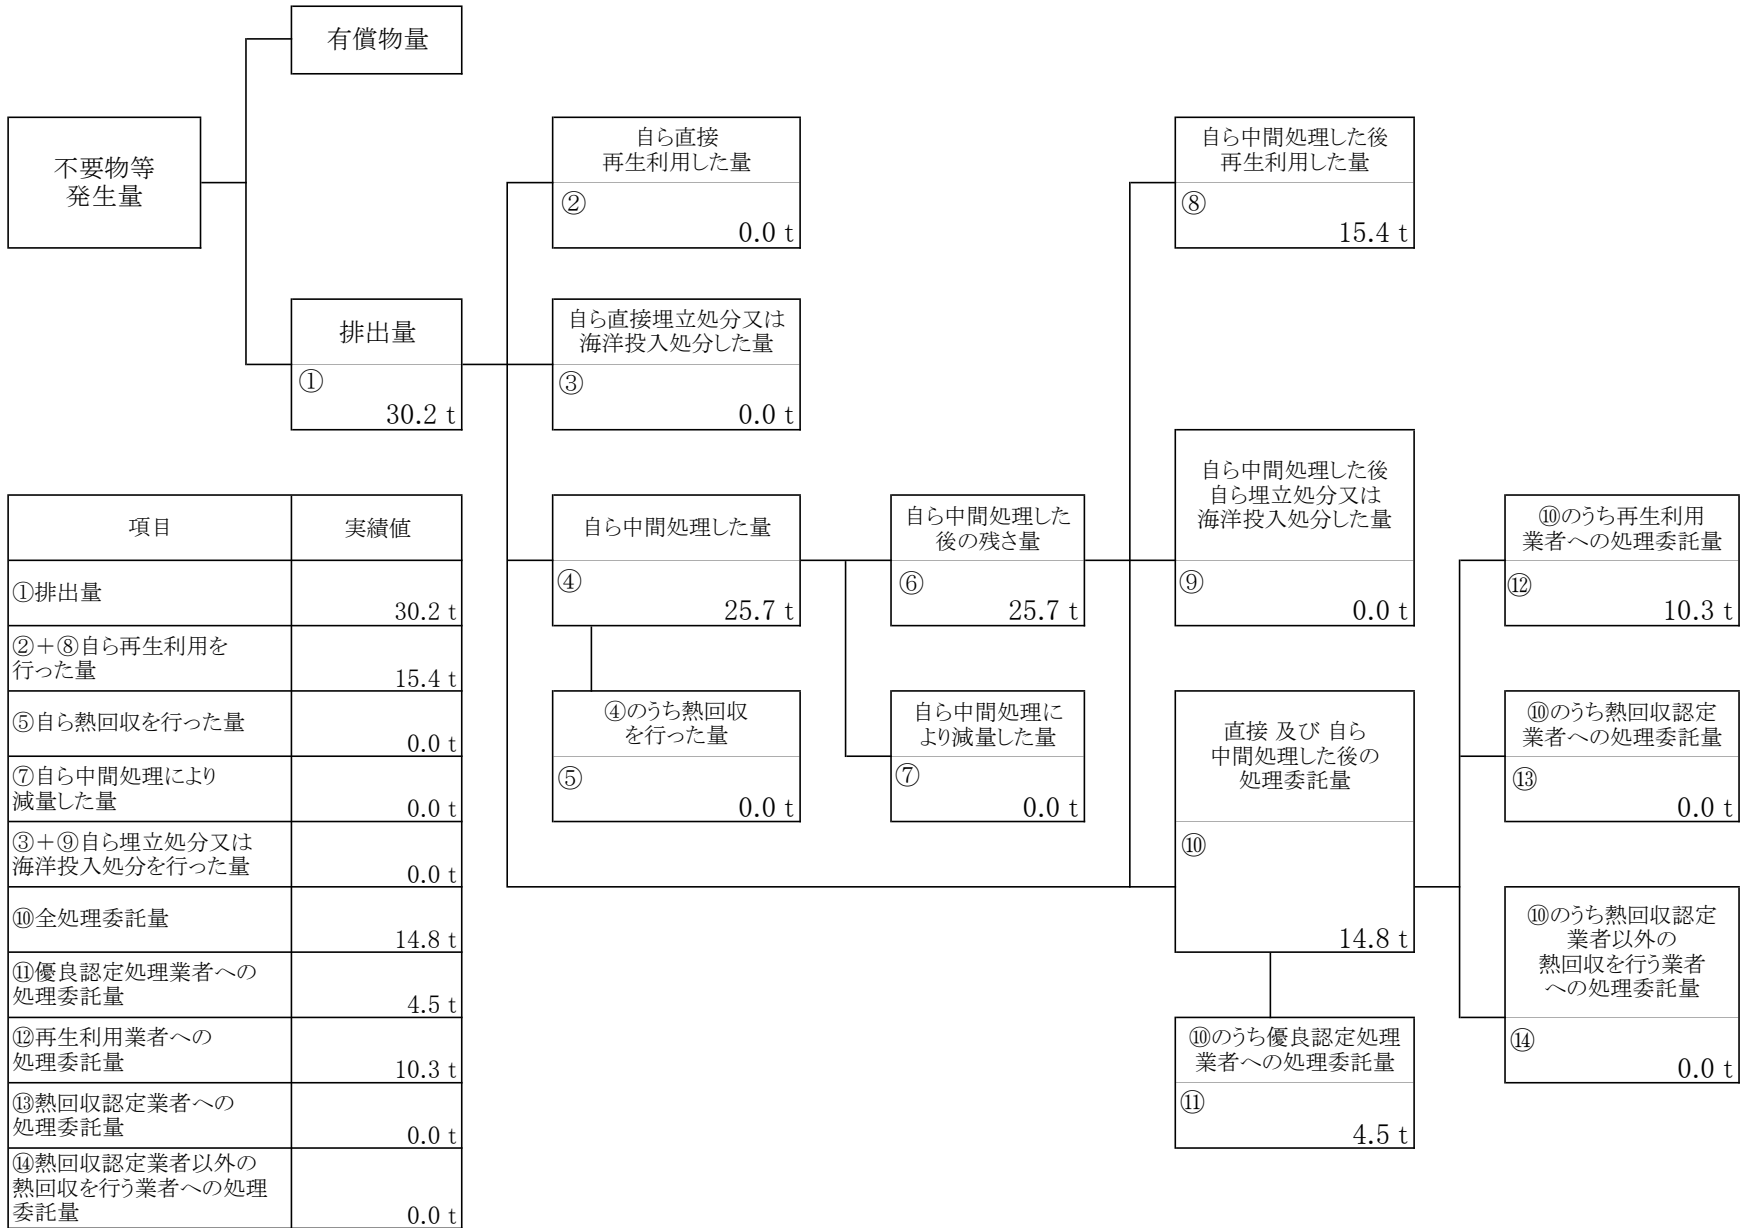 有償物量
不要物等
発生量
排出量
①
30.2 t
自ら直接
再生利用した量
②
0.0 t
自ら直接埋立処分又は
海洋投入処分した量
③
0.0 t
自ら中間処理した量
④
25.7 t
④のうち熱回収
を行った量
⑤
0.0 t
自ら中間処理した
後の残さ量
⑥
25.7 t
自ら中間処理に
より減量した量
⑦
0.0 t
自ら中間処理した後
再生利用した量
⑧
15.4 t
自ら中間処理した後
自ら埋立処分又は
海洋投入処分した量
⑨
0.0 t
直接 及び 自ら
中間処理した後の
処理委託量
⑩
14.8 t
⑩のうち優良認定処理
業者への処理委託量
⑪
4.5 t
⑩のうち再生利用
業者への処理委託量
⑫
10.3 t
⑩のうち熱回収認定
業者への処理委託量
⑬
0.0 t
⑩のうち熱回収認定
業者以外の
熱回収を行う業者
への処理委託量
⑭
0.0 t
項目 実績値
①排出量
30.2 t
②+⑧自ら再生利用を
行った量
15.4 t
⑤自ら熱回収を行った量
0.0 t
⑦自ら中間処理により
減量した量
0.0 t
③+⑨自ら埋立処分又は
海洋投入処分を行った量
0.0 t
⑩全処理委託量
14.8 t
⑪優良認定処理業者への
処理委託量
4.5 t
⑫再生利用業者への
処理委託量
10.3 t
⑬熱回収認定業者への
処理委託量
0.0 t
⑭熱回収認定業者以外の
熱回収を行う業者への処理
委託量
0.0 t